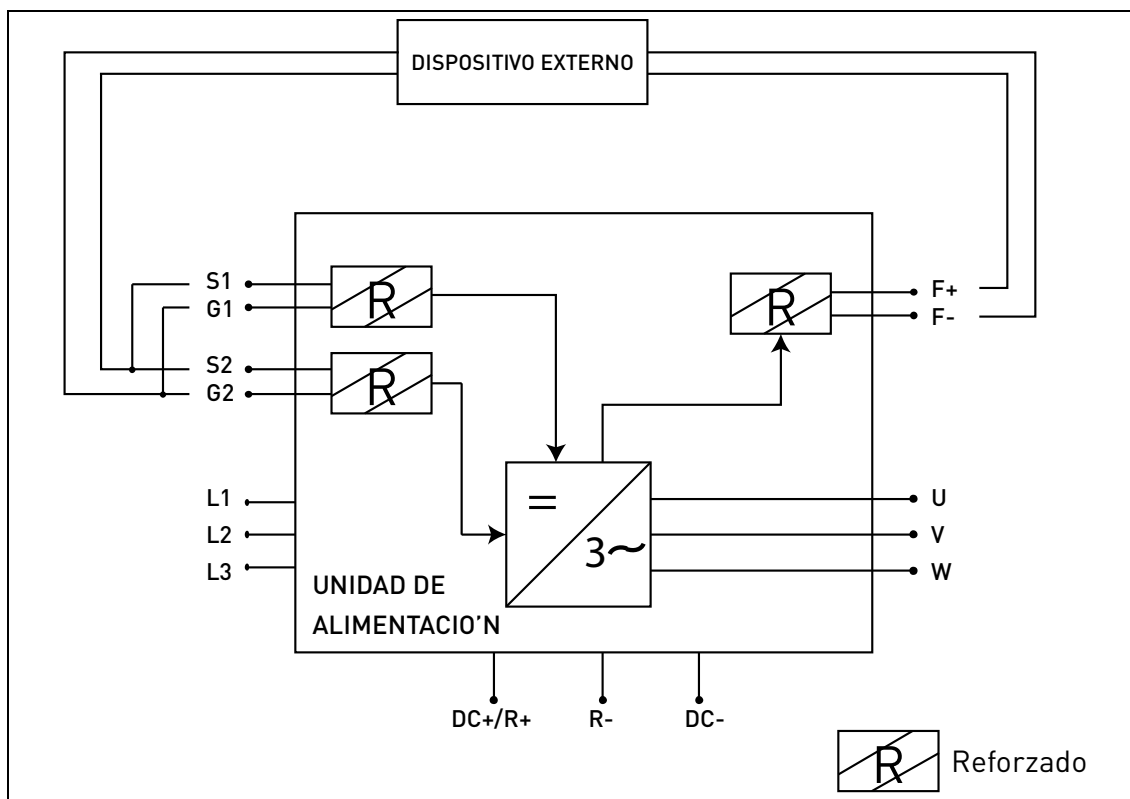 DISPOSITIVO EXTERNO
S1
G1
S2
G2
R
R
R
F+
F-
L1
L2
L3
=
3~
U
V
W
UNIDAD DE
ALIMENTACIO'N
DC+/R+
R-
DC-
R
Reforzado